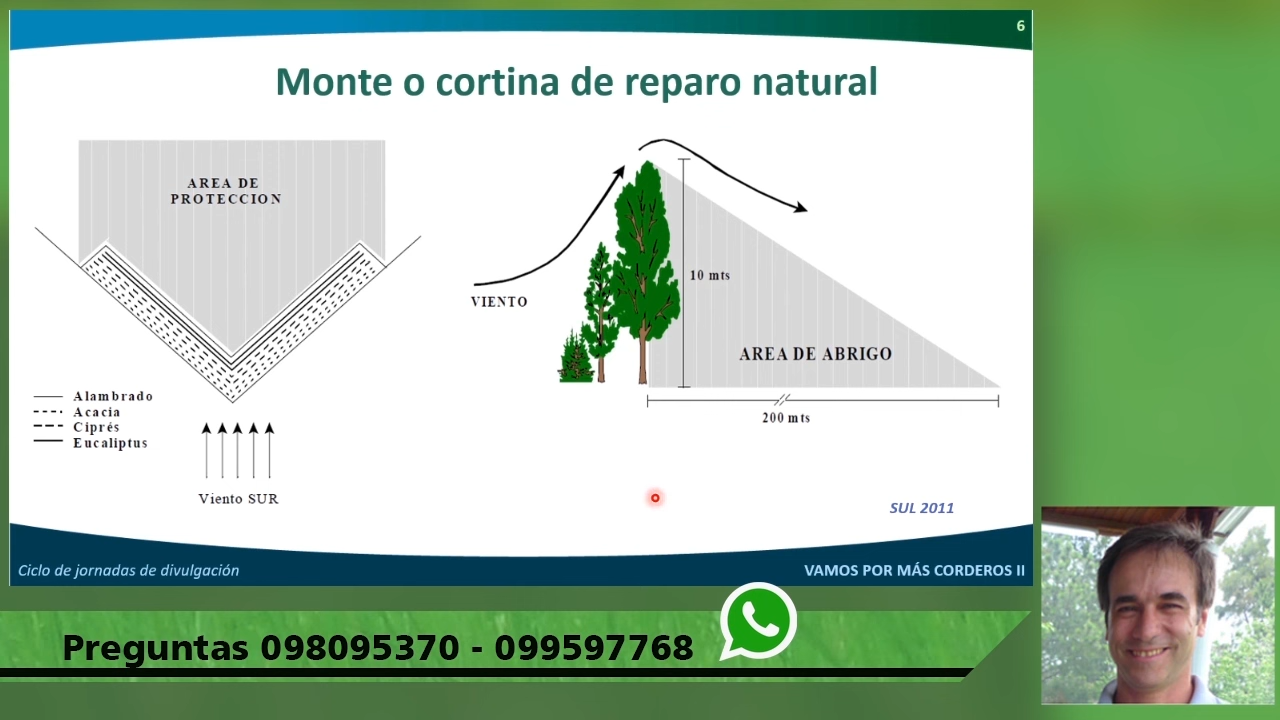 6
Monte o cortina de reparo natural
AREA DE
PROTECCION
Alambrado
Acacia
Ciprés
Eucaliptus
Viento SUR
VIENTO
10 mts
AREA DE ABRIGO
200 mts
SUL 2011
Ciclo de jornadas de divulgación
VAMOS POR MÁS CORDEROS II
Preguntas 098095370 - 099597768